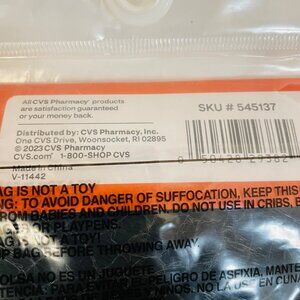 All CVS Pharmacy products
are satisfaction guaranteed
or your money back.
SKU # 545137
Distributed by: CVS Pharmacy, Inc.
One CVS Drive, Woonsocket, RI 02895
© 2023 CVS Pharmacy
CVS.com 1-800-SHOP CVS
Made in China
V-11442
BAG IS NOT A TOY
TO AVOID DANGER OF SUFFOCATION, KEEP THIS
FROM BABIES AND CHILDREN. DO NOT USE IN CRIBS,
OR PLAYPENS.
IS NOT A TOY!
BAG BEFORE THROWING AWAY.
BOLSA NO ES UN JUGUETE.
EL PELIGRO DE ASFIXIA,